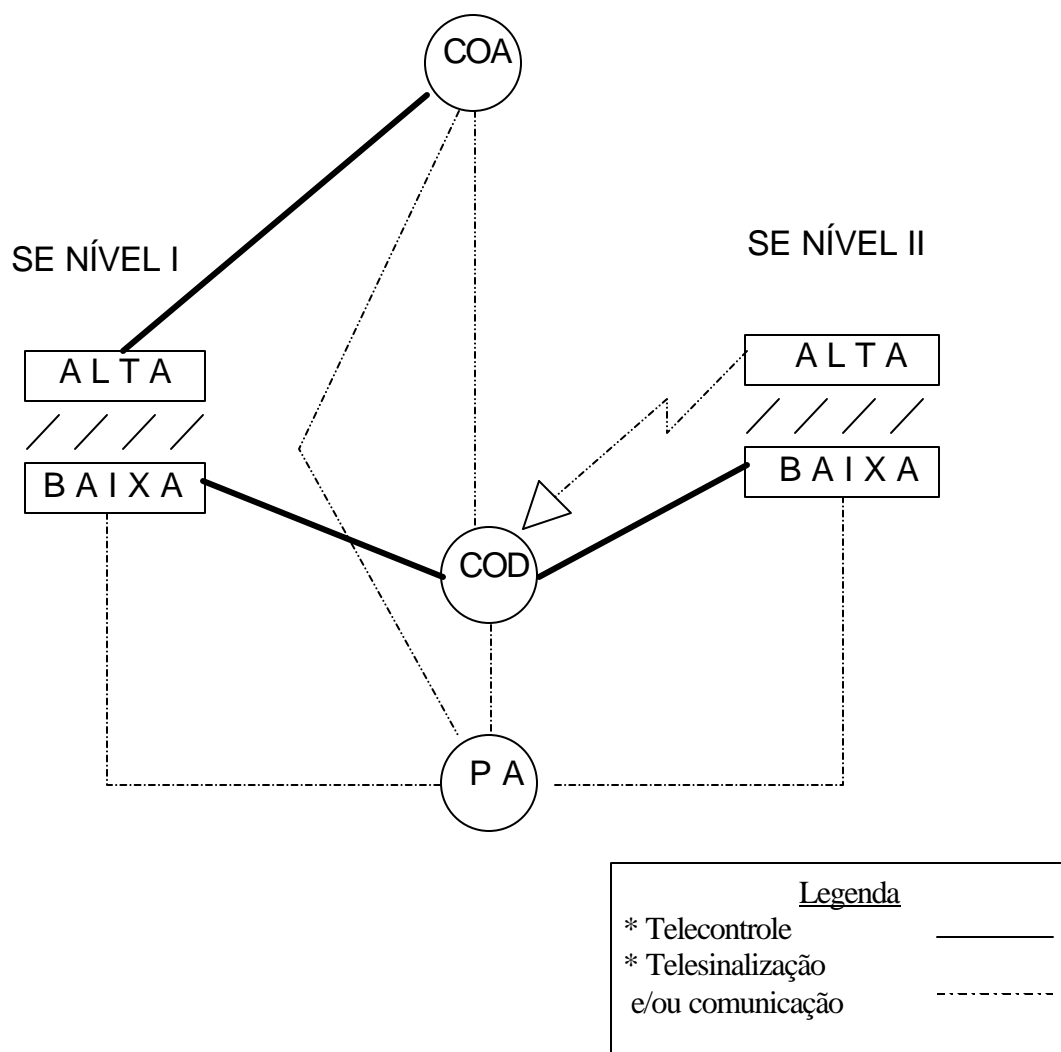 COA
SE NÍVEL I
SE NÍVEL II
A L T A
A L T A
B A I X A
B A I X A
COD
P A
Legenda
* Telecontrole
* Telesinalização
e/ou comunicação